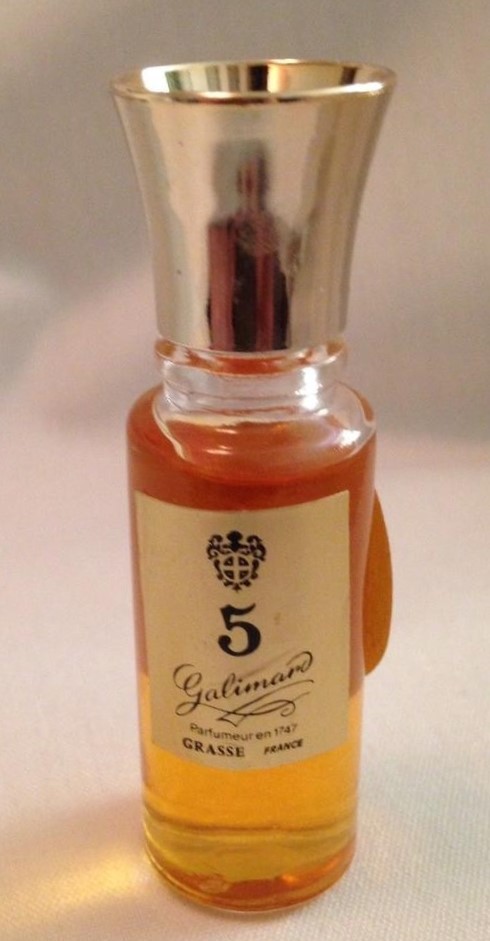 5
Galimard
Parfumeur en 1747
GRASSE FRANCE